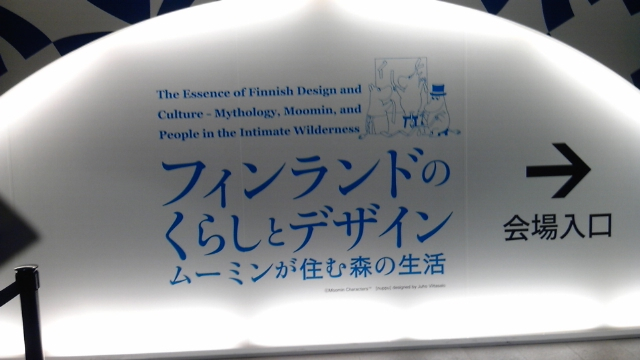 The Essence of Finnish Design and
Culture - Mythology, Moomin, and
People in the Intimate Wilderness
フィンランドの
くらしとデザイン
ムーミンが住む森の生活
会場入口